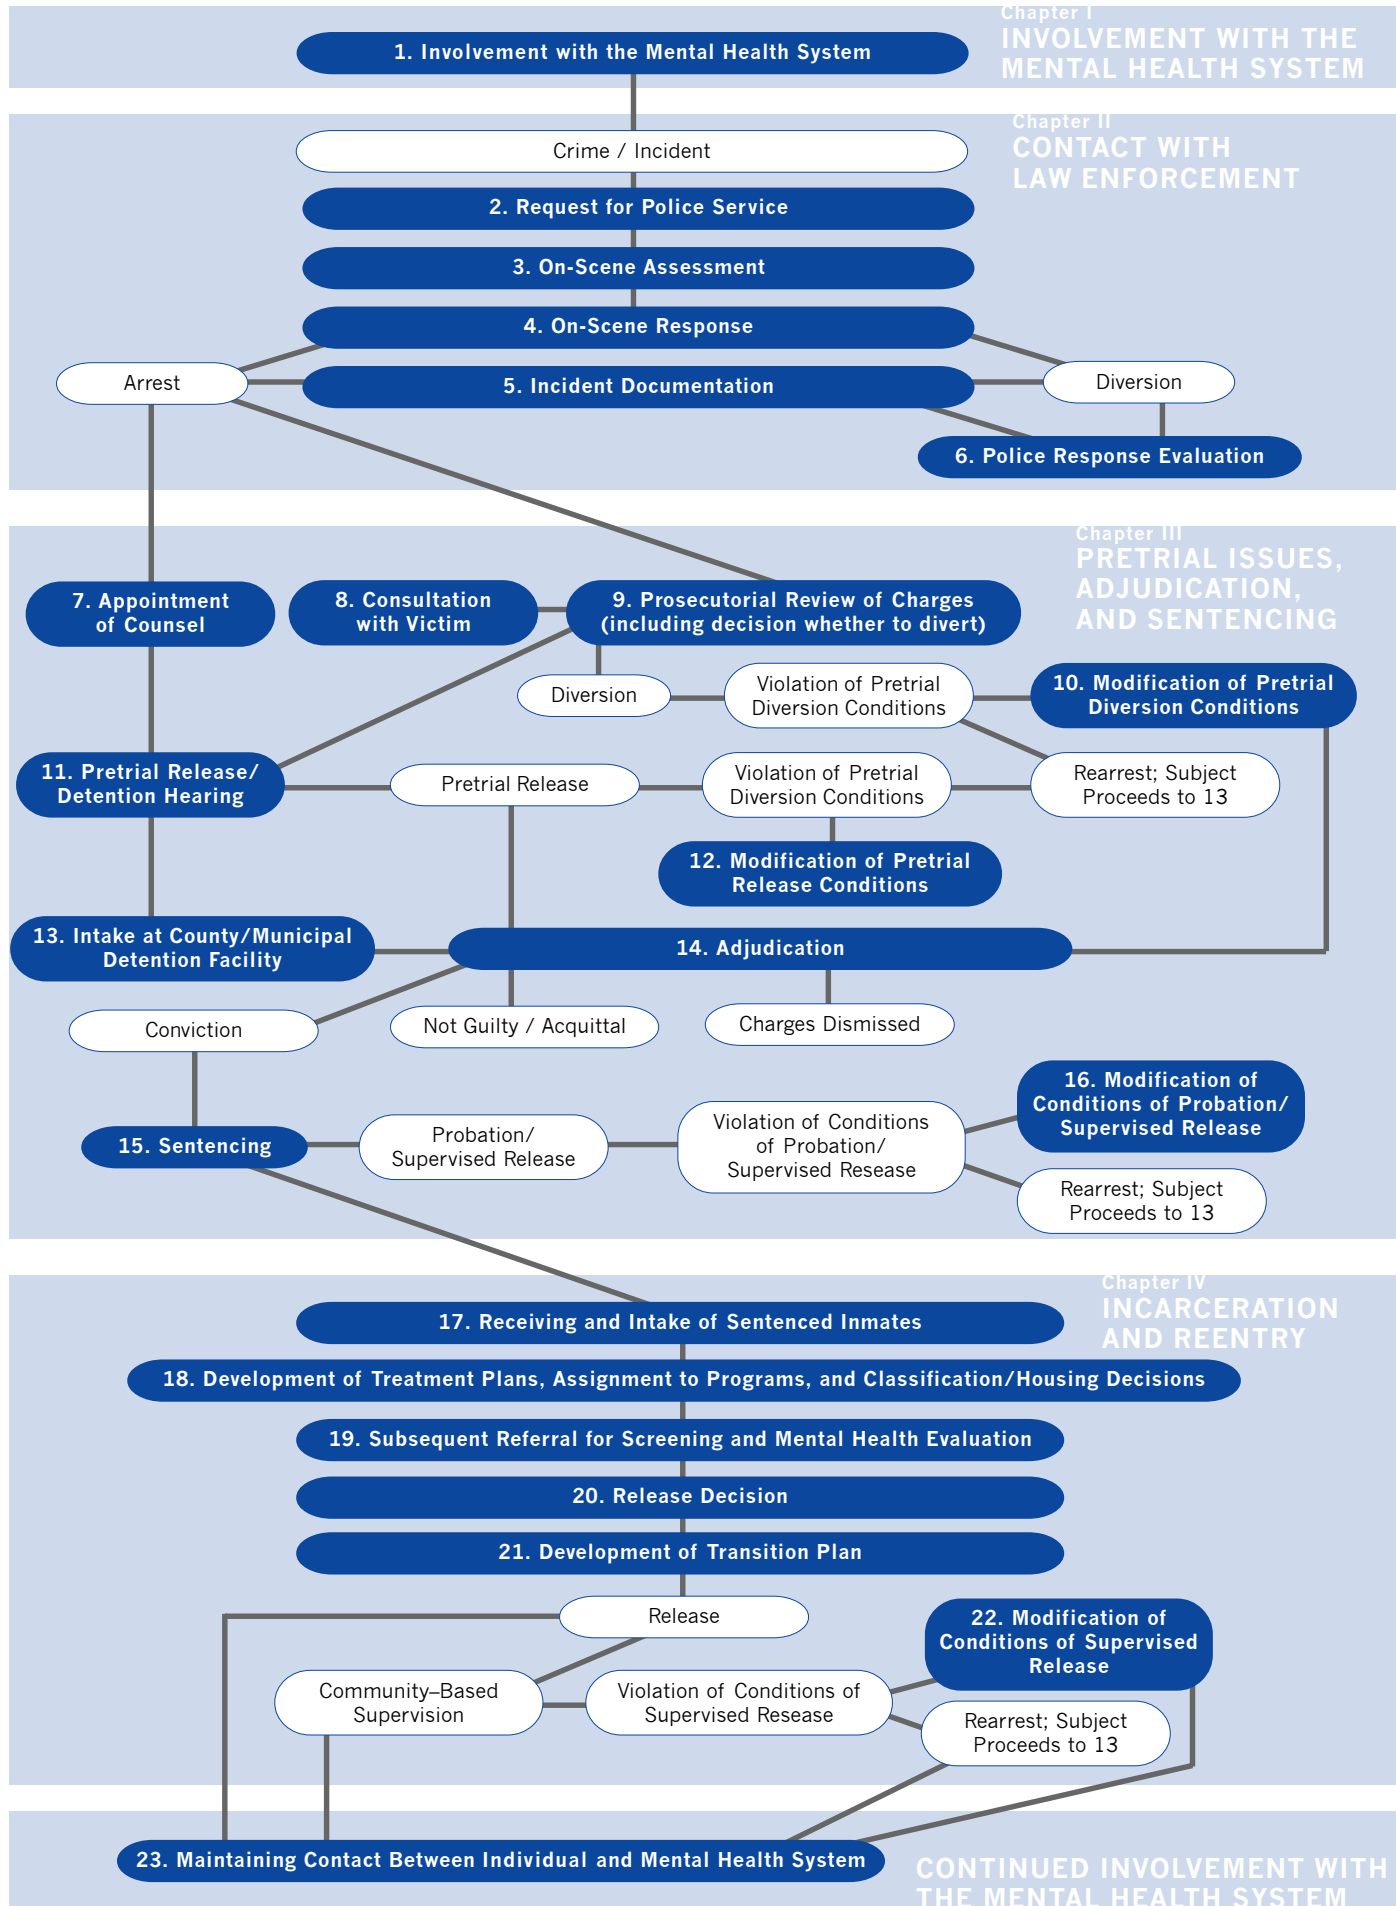 Chapter I
INVOLVEMENT WITH THE
MENTAL HEALTH SYSTEM
1. Involvement with the Mental Health System
Chapter II
CONTACT WITH
LAW ENFORCEMENT
Crime / Incident
2. Request for Police Service
3. On-Scene Assessment
4. On-Scene Response
Arrest
5. Incident Documentation
Diversion
6. Police Response Evaluation
Chapter III
PRETRIAL ISSUES,
ADJUDICATION,
AND SENTENCING
7. Appointment
of Counsel
8. Consultation
with Victim
9. Prosecutorial Review of Charges
(including decision whether to divert)
Diversion
Violation of Pretrial
Diversion Conditions
10. Modification of Pretrial
Diversion Conditions
11. Pretrial Release/
Detention Hearing
Pretrial Release
Violation of Pretrial
Diversion Conditions
Rearrest; Subject
Proceeds to 13
12. Modification of Pretrial
Release Conditions
13. Intake at County/Municipal
Detention Facility
14. Adjudication
Conviction
Not Guilty / Acquittal
Charges Dismissed
15. Sentencing
Probation/
Supervised Release
Violation of Conditions
of Probation/
Supervised Resease
16. Modification of
Conditions of Probation/
Supervised Release
Rearrest; Subject
Proceeds to 13
Chapter IV
INCARCERATION
AND REENTRY
17. Receiving and Intake of Sentenced Inmates
18. Development of Treatment Plans, Assignment to Programs, and Classification/Housing Decisions
19. Subsequent Referral for Screening and Mental Health Evaluation
20. Release Decision
21. Development of Transition Plan
Release
22. Modification of
Conditions of Supervised
Release
Community–Based
Supervision
Violation of Conditions of
Supervised Resease
Rearrest; Subject
Proceeds to 13
23. Maintaining Contact Between Individual and Mental Health System
CONTINUED INVOLVEMENT WITH
THE MENTAL HEALTH SYSTEM